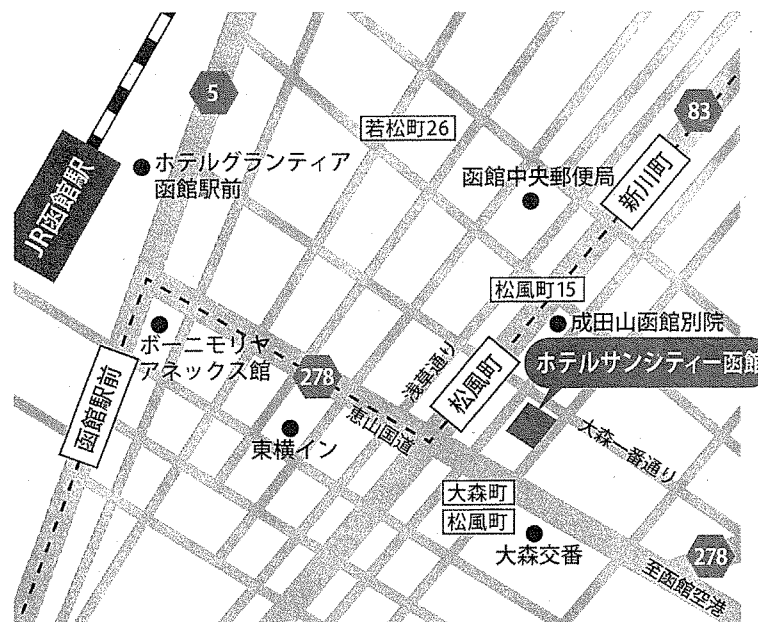 5
83
若松町26
ホテルグランティア
函館駅前
函館中央郵便局
新川町
JR函館駅
松風町15
成田山函館別院
ボーニモリヤ
アネックス館
278
浅草通り
松風町
ホテルサンシティー函館
函館駅前
恵山国道
東横イン
大森一番通り
大森町
松風町
大森交番
278
至函館空港